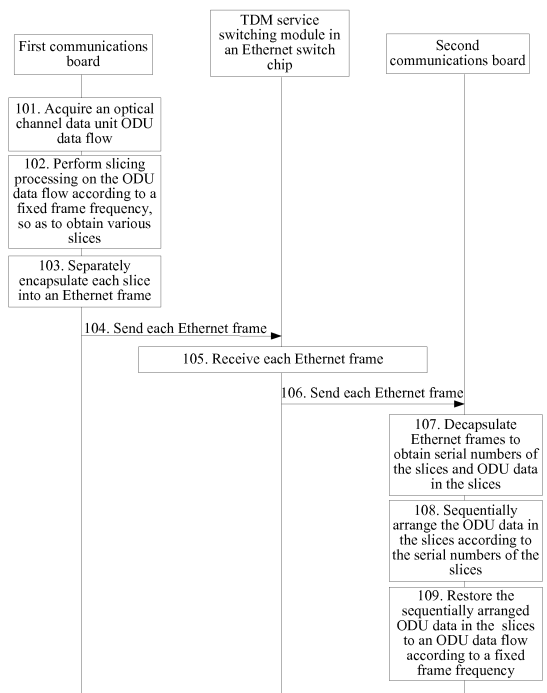 First communications
board
TDM service
switching module in
an Ethernet switch
chip
Second
communications board
101. Acquire an optical
channel data unit ODU
data flow
102. Perform slicing
processing on the ODU
data flow according to a
fixed frame frequency,
so as to obtain various
slices
103. Separately
encapsulate each slice
into an Ethernet frame
104. Send each Ethernet frame
105. Receive each Ethernet frame
106. Send each Ethernet frame
107. Decapsulate
Ethernet frames to
obtain serial numbers of
the slices and ODU data
in the slices
108. Sequentially
arrange the ODU data in
the slices according to
the serial numbers of the
slices
109. Restore the
sequentially arranged
ODU data in the slices
to an ODU data flow
according to a fixed
frame frequency